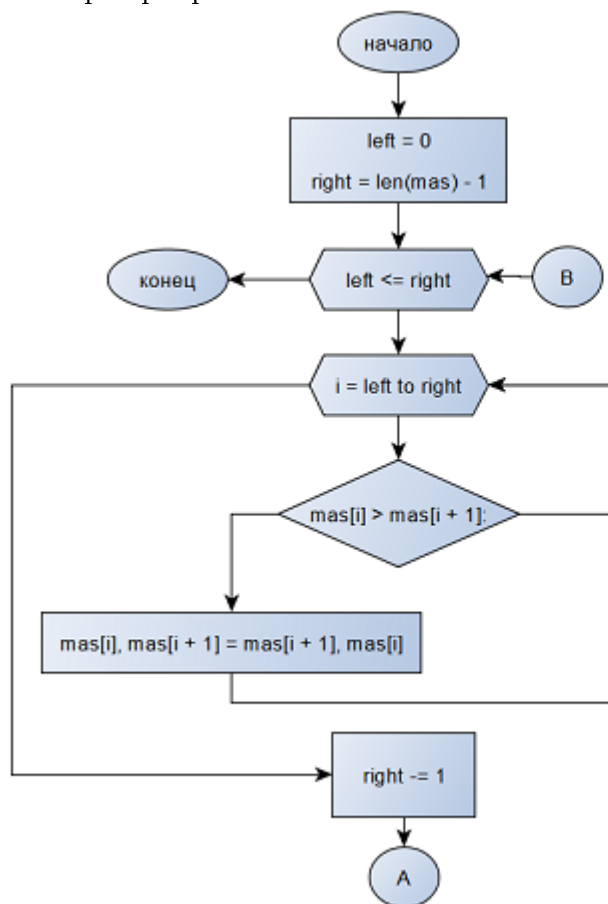 начало
left = 0
right = len(mas) - 1
конец
left <= right
B
i = left to right
mas[i] > mas[i + 1]:
mas[i], mas[i + 1] = mas[i + 1], mas[i]
right -= 1
A